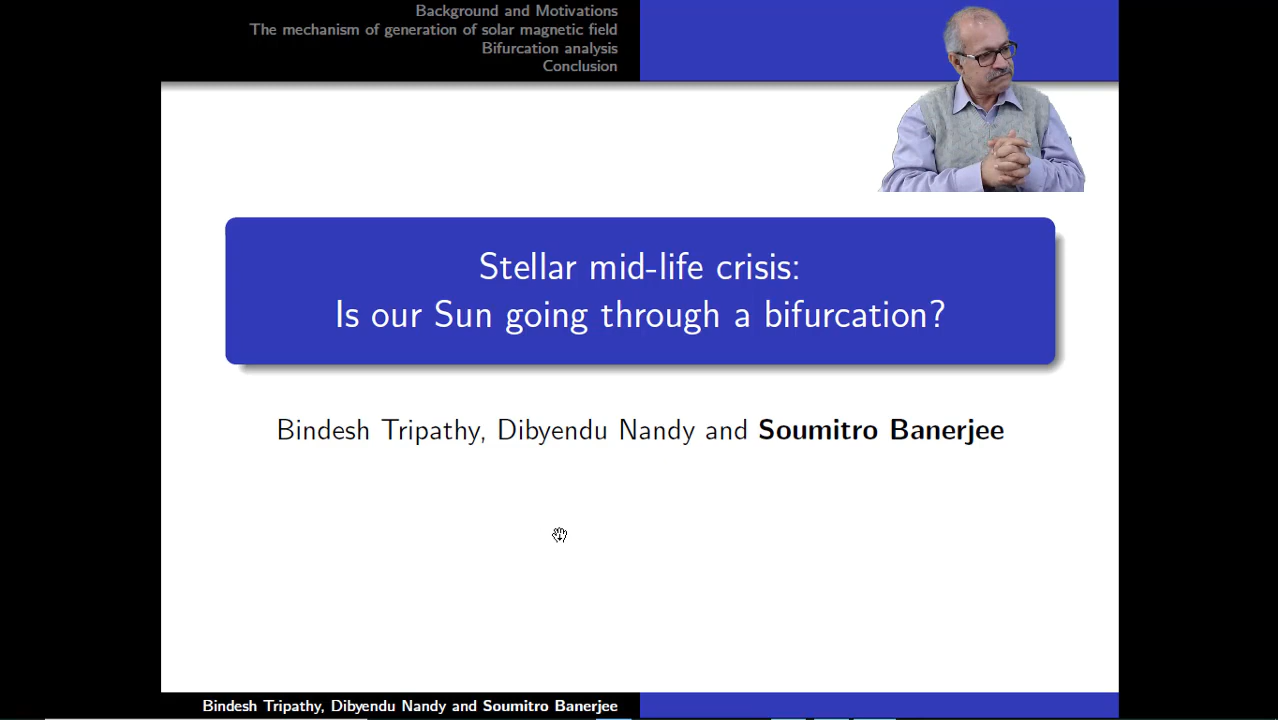 Background and Motivations
The mechanism of generation of solar magnetic field
Bifurcation analysis
Conclusion
Stellar mid-life crisis:
Is our Sun going through a bifurcation?
Bindesh Tripathy, Dibyendu Nandy and Soumitro Banerjee
Bindesh Tripathy, Dibyendu Nandy and Soumitro Banerjee